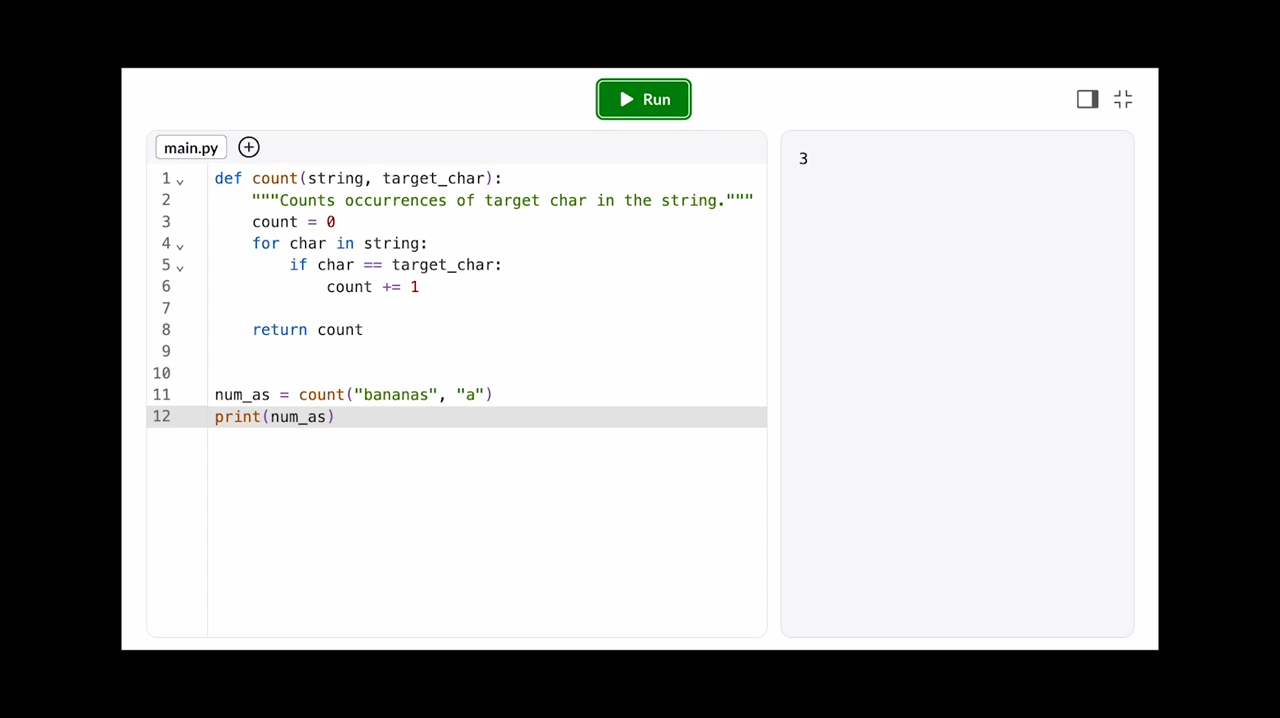 Run
main.py
1 def count(string, target_char):
2     """Counts occurrences of target char in the string."""
3     count = 0
4     for char in string:
5         if char == target_char:
6             count += 1
7
8     return count
9
10
11 num_as = count("bananas", "a")
12 print(num_as)
3